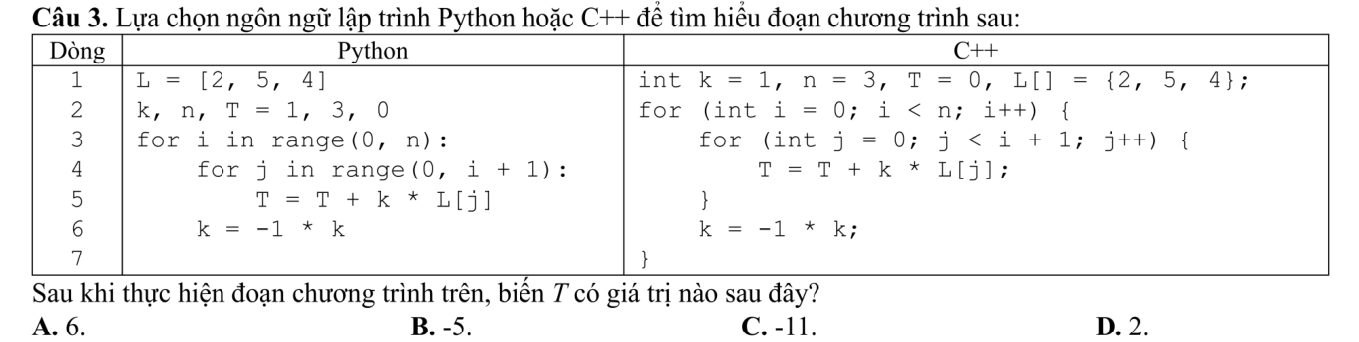 Câu 3. Lựa chọn ngôn ngữ lập trình Python hoặc C++ để tìm hiểu đoạn chương trình sau:
Dòng Python C++
1 L = [2, 5, 4] int k = 1, n = 3, T = 0, L[] = {2, 5, 4};
2 k, n, T = 1, 3, 0 for (int i = 0; i < n; i++) {
3 for i in range(0, n): for (int j = 0; j < i + 1; j++) {
4 for j in range(0, i + 1): T = T + k * L[j];
5 T = T + k * L[j] }
6 k = -1 * k k = -1 * k;
7 }
Sau khi thực hiện đoạn chương trình trên, biến T có giá trị nào sau đây?
A. 6. B. -5. C. -11. D. 2.